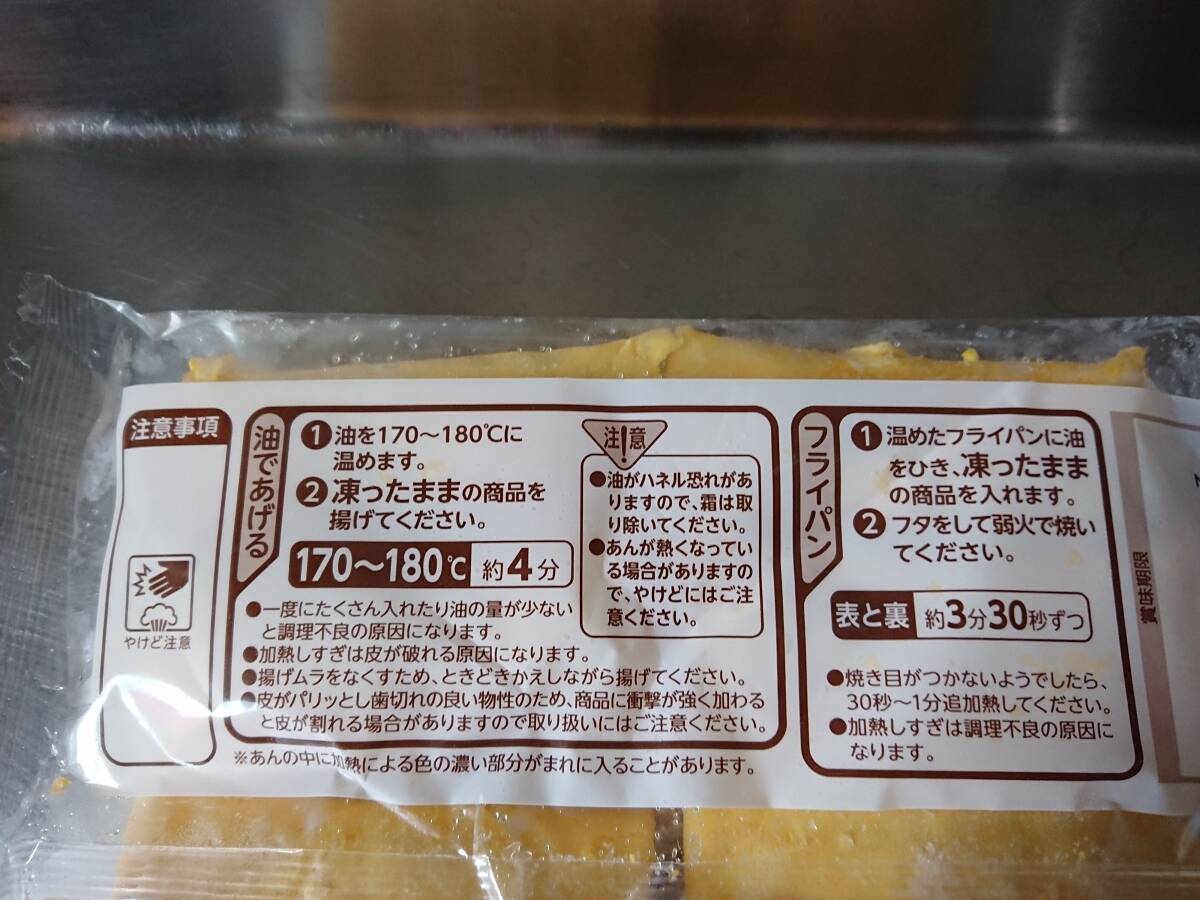 注意事項
やけど注意
油であげる
❶油を170〜180℃に
温めます。
❷凍ったままの商品を
揚げてください。
170〜180℃ 約4分
注!意
●油がハネル恐れがあ
りますので、霜は取
り除いてください。
●あんが熱くなってい
る場合がありますの
で、やけどにはご注
意ください。
●一度にたくさん入れたり油の量が少ない
と調理不良の原因になります。
●加熱しすぎは皮が破れる原因になります。
●揚げムラをなくすため、ときどきかえしながら揚げてください。
●皮がパリッとし歯切れの良い物性のため、商品に衝撃が強く加わる
と皮が割れる場合がありますので取り扱いにはご注意ください。
※あんの中に加熱による色の濃い部分がまれに入ることがあります。
フライパン
❶温めたフライパンに油
をひき、凍ったまま
の商品を入れます。
❷フタをして弱火で焼い
てください。
表と裏 約3分30秒ずつ
●焼き目がつかないようでしたら、
30秒〜1分追加熱してください。
●加熱しすぎは調理不良の原因に
なります。
賞味期限